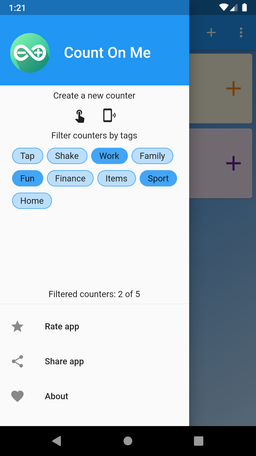 1:21
Count On Me
Create a new counter
Filter counters by tags
Tap Shake Work Family
Fun Finance Items Sport
Home
Filtered counters: 2 of 5
Rate app
Share app
About